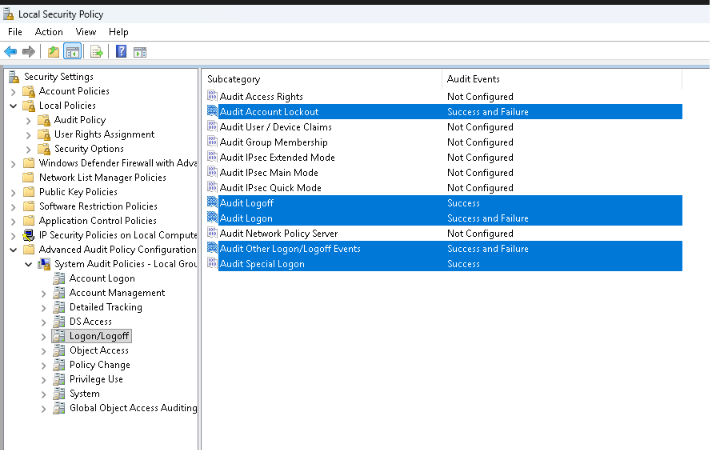 Local Security Policy
File Action View Help
Security Settings
Account Policies
Local Policies
Audit Policy
User Rights Assignment
Security Options
Windows Defender Firewall with Adva
Network List Manager Policies
Public Key Policies
Software Restriction Policies
Application Control Policies
IP Security Policies on Local Compute
Advanced Audit Policy Configuration
System Audit Policies - Local Grou
Account Logon
Account Management
Detailed Tracking
DS Access
Logon/Logoff
Object Access
Policy Change
Privilege Use
System
Global Object Access Auditing
Subcategory Audit Events
Audit Access Rights Not Configured
Audit Account Lockout Success and Failure
Audit User / Device Claims Not Configured
Audit Group Membership Not Configured
Audit IPsec Extended Mode Not Configured
Audit IPsec Main Mode Not Configured
Audit IPsec Quick Mode Not Configured
Audit Logoff Success
Audit Logon Success and Failure
Audit Network Policy Server Not Configured
Audit Other Logon/Logoff Events Success and Failure
Audit Special Logon Success